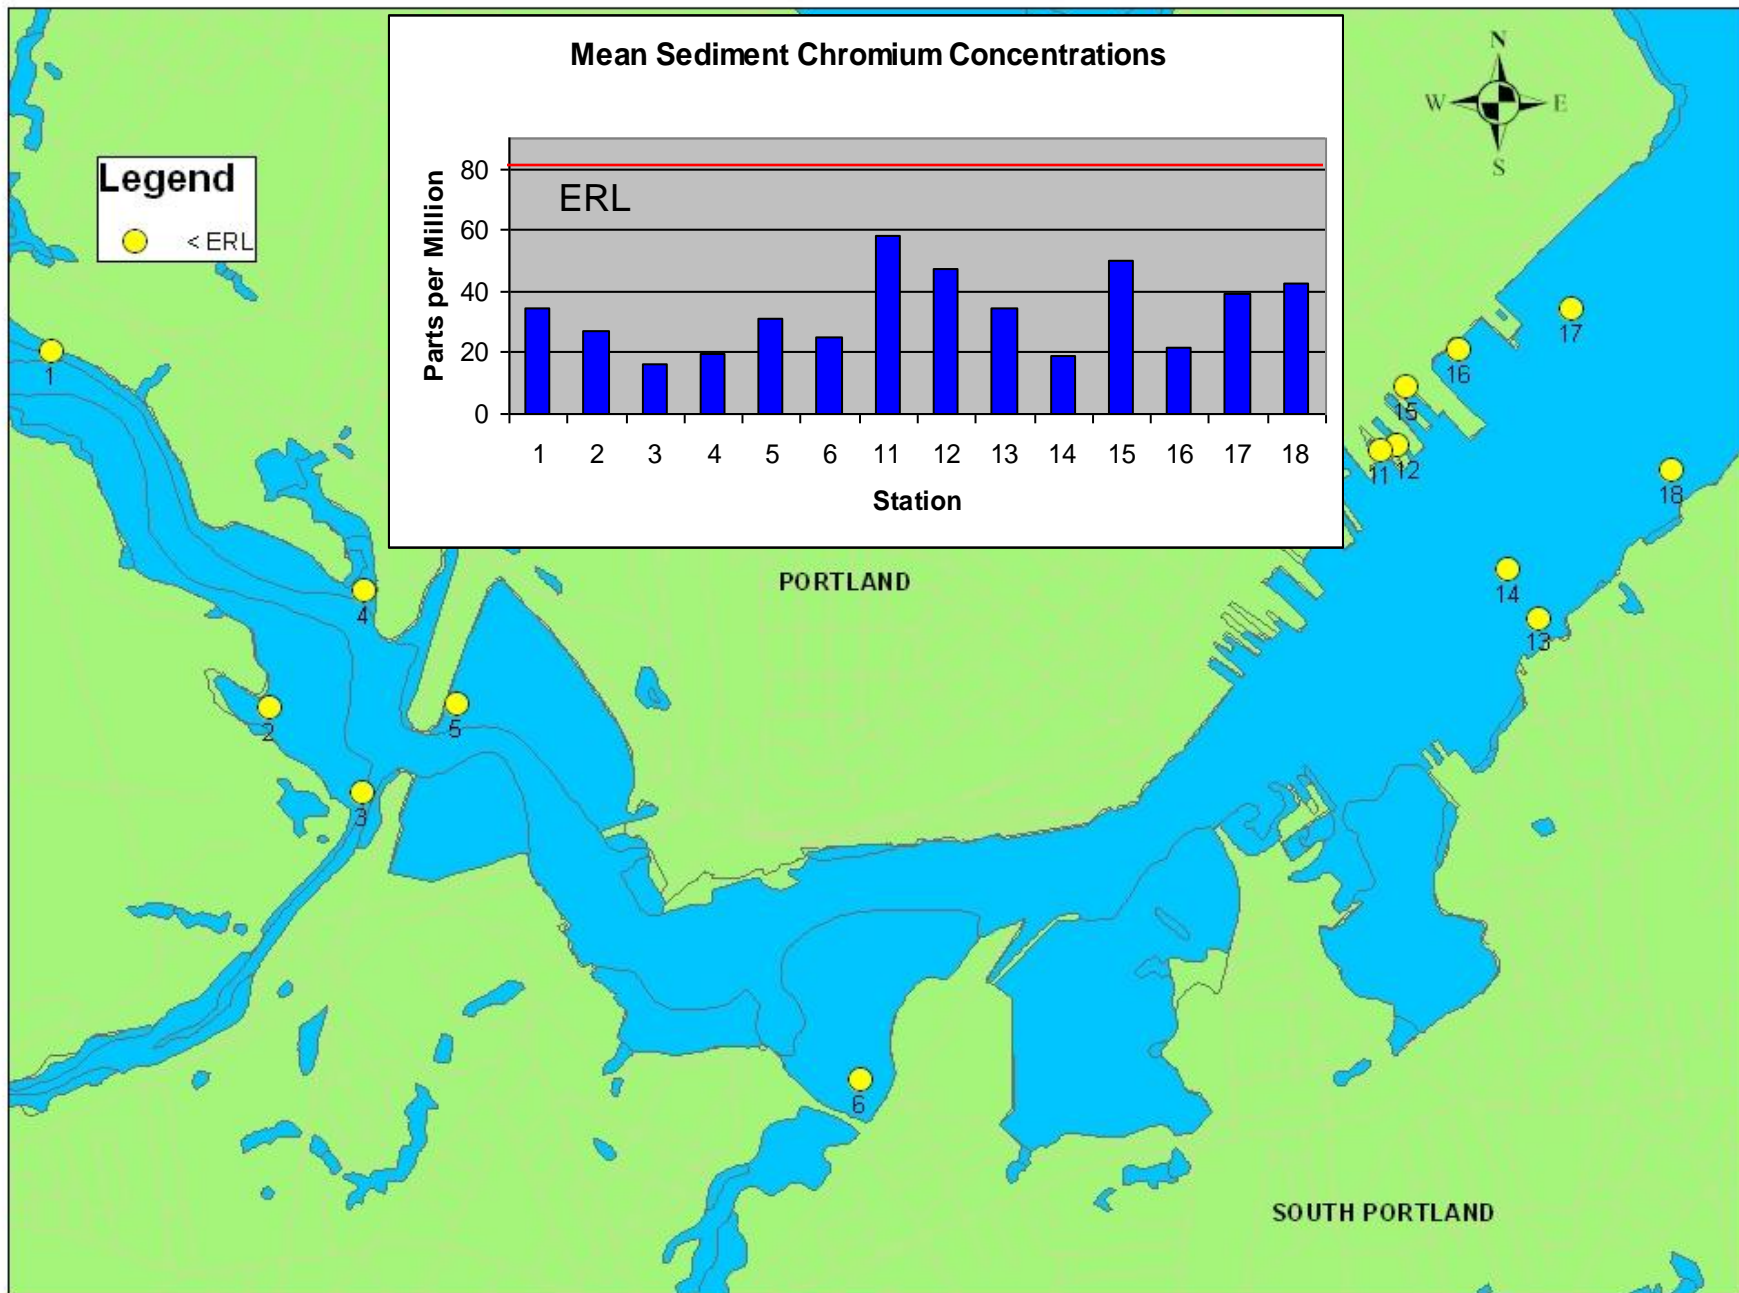 Mean Sediment Chromium Concentrations
N
W E
S
Legend
< ERL
Parts per Million
80
60
40
20
0
ERL
1 2 3 4 5 6 11 12 13 14 15 16 17 18
Station
1
17
16
15
11 12
18
PORTLAND
14
4
13
2
5
3
6
SOUTH PORTLAND